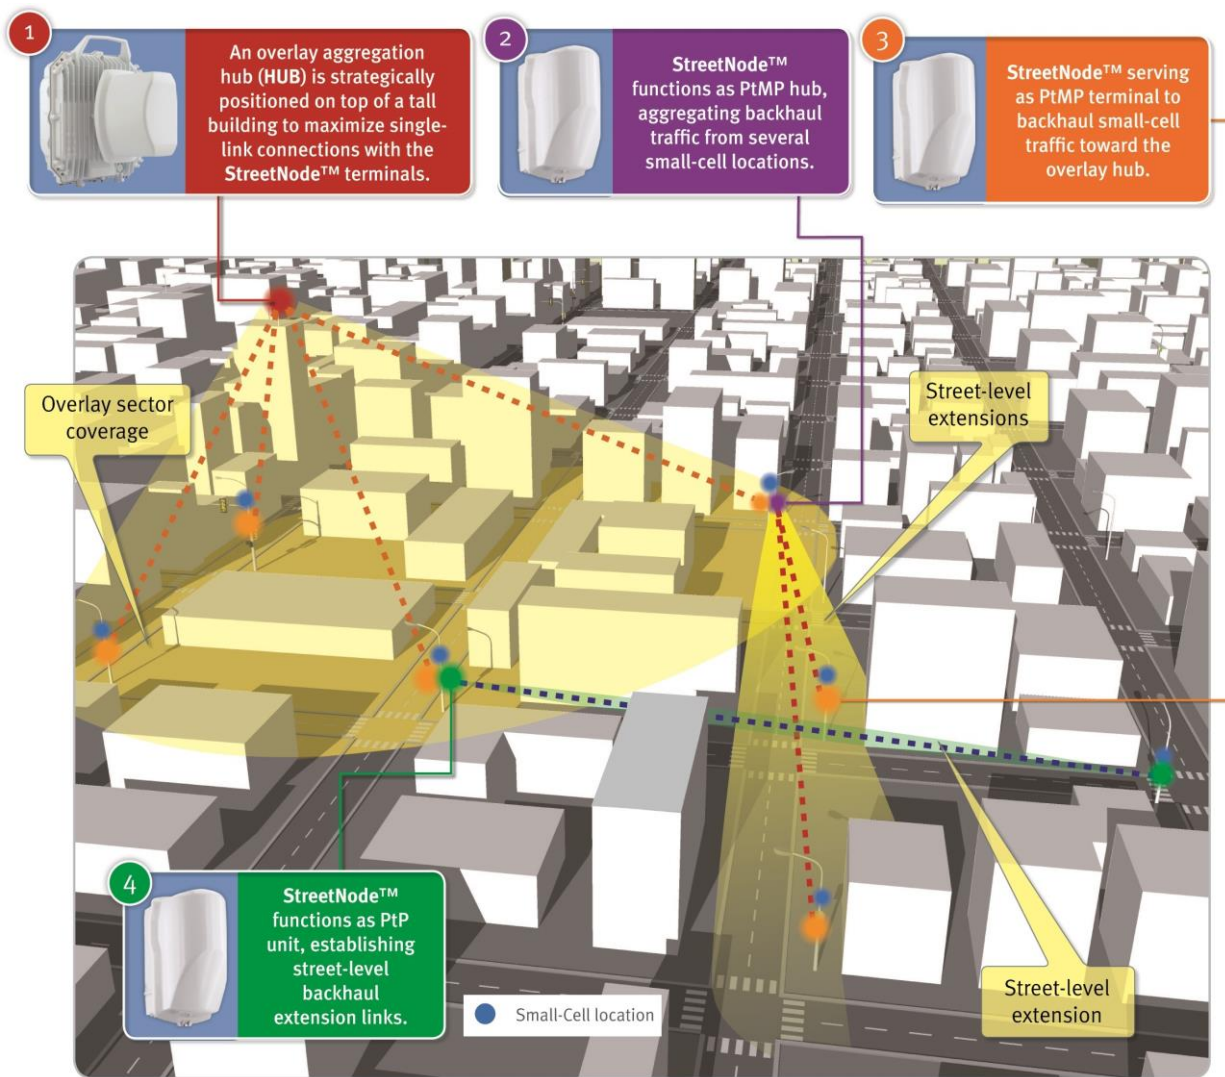 1
An overlay aggregation
hub (HUB) is strategically
positioned on top of a tall
building to maximize single-
link connections with the
StreetNode™ terminals.
2
StreetNode™
functions as PtMP hub,
aggregating backhaul
traffic from several
small-cell locations.
3
StreetNode™ serving
as PtMP terminal to
backhaul small-cell
traffic toward the
overlay hub.
Overlay sector
coverage
Street-level
extensions
4
StreetNode™
functions as PtP
unit, establishing
street-level
backhaul
extension links.
Small-Cell location
Street-level
extension